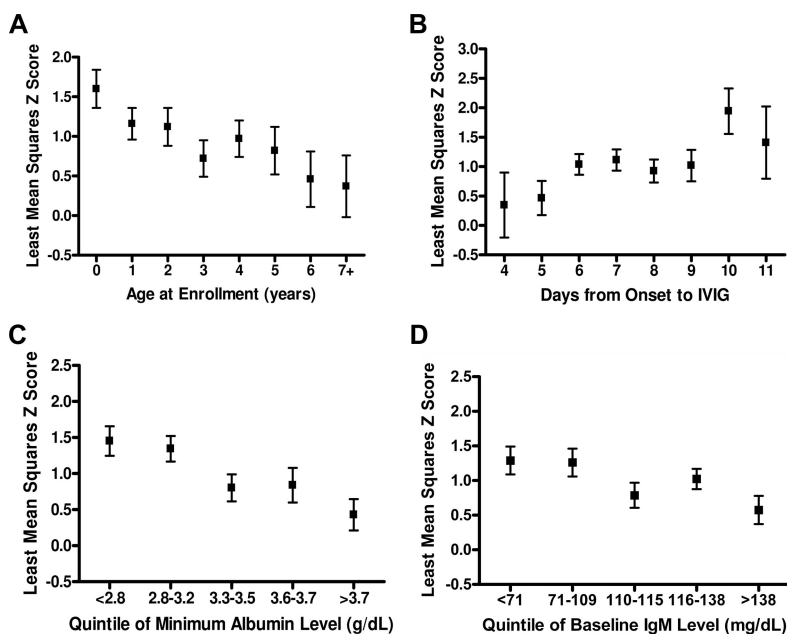 A
Least Mean Squares Z Score
2.0
1.5
1.0
0.5
0.0
-0.5
0 1 2 3 4 5 6 7+
Age at Enrollment (years)
B
Least Mean Squares Z Score
3.0
2.5
2.0
1.5
1.0
0.5
0.0
-0.5
4 5 6 7 8 9 10 11
Days from Onset to IVIG
C
Least Mean Squares Z Score
2.5
2.0
1.5
1.0
0.5
0.0
-0.5
<2.8 2.8-3.2 3.3-3.5 3.6-3.7 >3.7
Quintile of Minimum Albumin Level (g/dL)
D
Least Mean Squares Z Score
2.5
2.0
1.5
1.0
0.5
0.0
-0.5
<71 71-109 110-115 116-138 >138
Quintile of Baseline IgM Level (mg/dL)